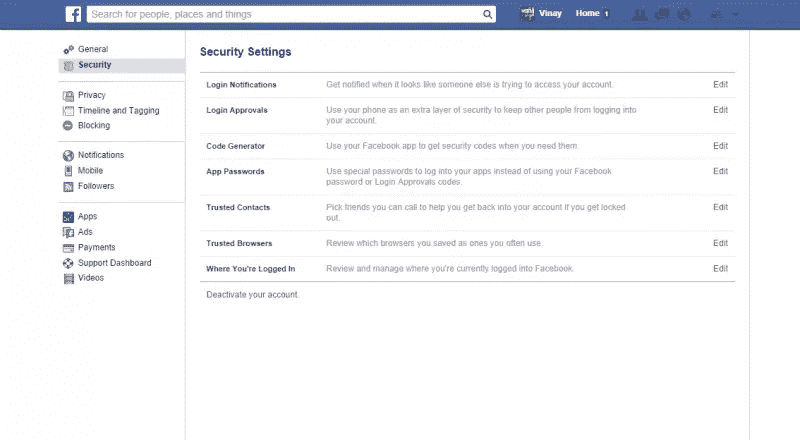 f
Search for people, places and things
Vinay
Home 1
General
Security
Privacy
Timeline and Tagging
Blocking
Notifications
Mobile
Followers
Apps
Ads
Payments
Support Dashboard
Videos
Security Settings
Login Notifications Get notified when it looks like someone else is trying to access your account. Edit
Login Approvals Use your phone as an extra layer of security to keep other people from logging into Edit
your account.
Code Generator Use your Facebook app to get security codes when you need them. Edit
App Passwords Use special passwords to log into your apps instead of using your Facebook Edit
password or Login Approvals codes.
Trusted Contacts Pick friends you can call to help you get back into your account if you get locked Edit
out.
Trusted Browsers Review which browsers you saved as ones you often use. Edit
Where You're Logged In Review and manage where you're currently logged into Facebook. Edit
Deactivate your account.